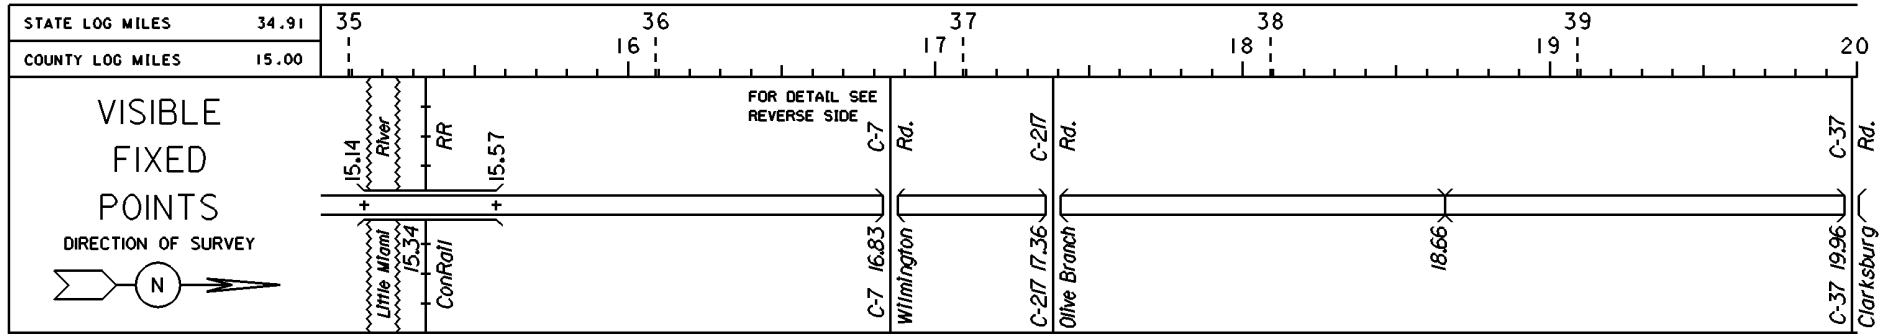 STATE LOG MILES 34.91
COUNTY LOG MILES 15.00
35 36 37 38 39
16 17 18 19 20
VISIBLE
FIXED
POINTS
DIRECTION OF SURVEY
N
15.14
River
RR
15.57
FOR DETAIL SEE
REVERSE SIDE
C-7
Rd.
C-217
Rd.
C-37
Rd.
Little Miami
15.34
ConRail
C-7 16.83
Wilmington
C-217 17.36
Olive Branch
18.66
C-37 19.96
Clarksburg